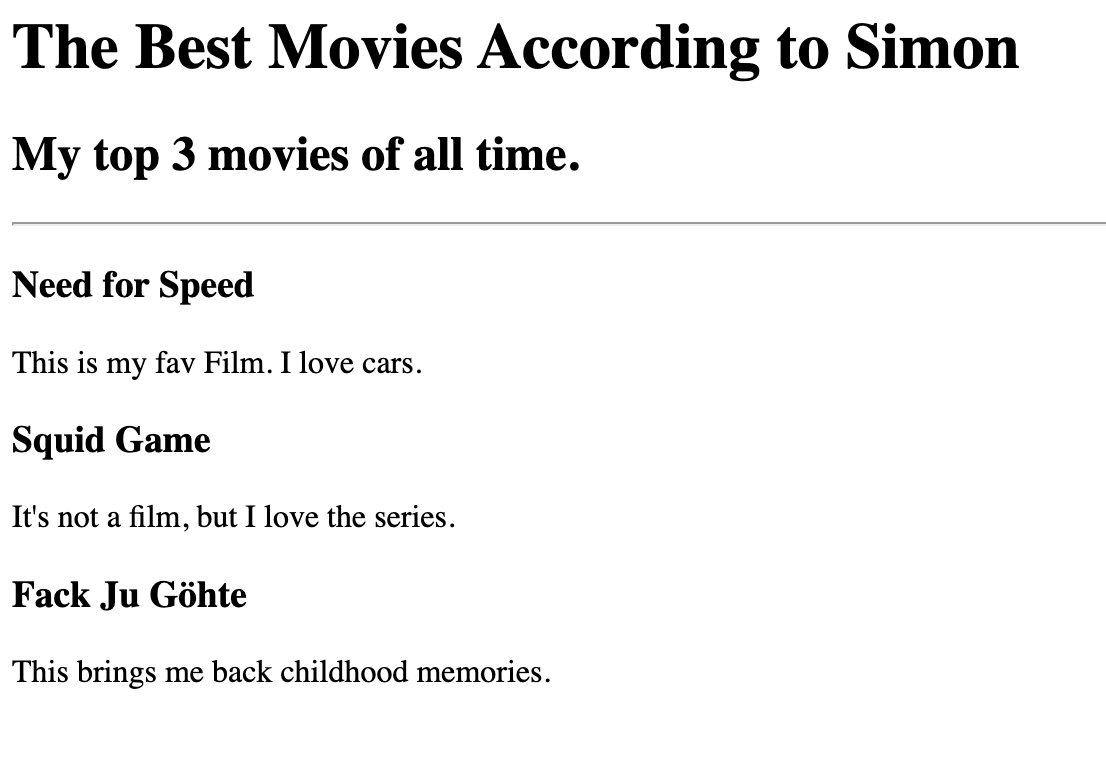 The Best Movies According to Simon
My top 3 movies of all time.
Need for Speed
This is my fav Film. I love cars.
Squid Game
It's not a film, but I love the series.
Fack Ju Göhte
This brings me back childhood memories.